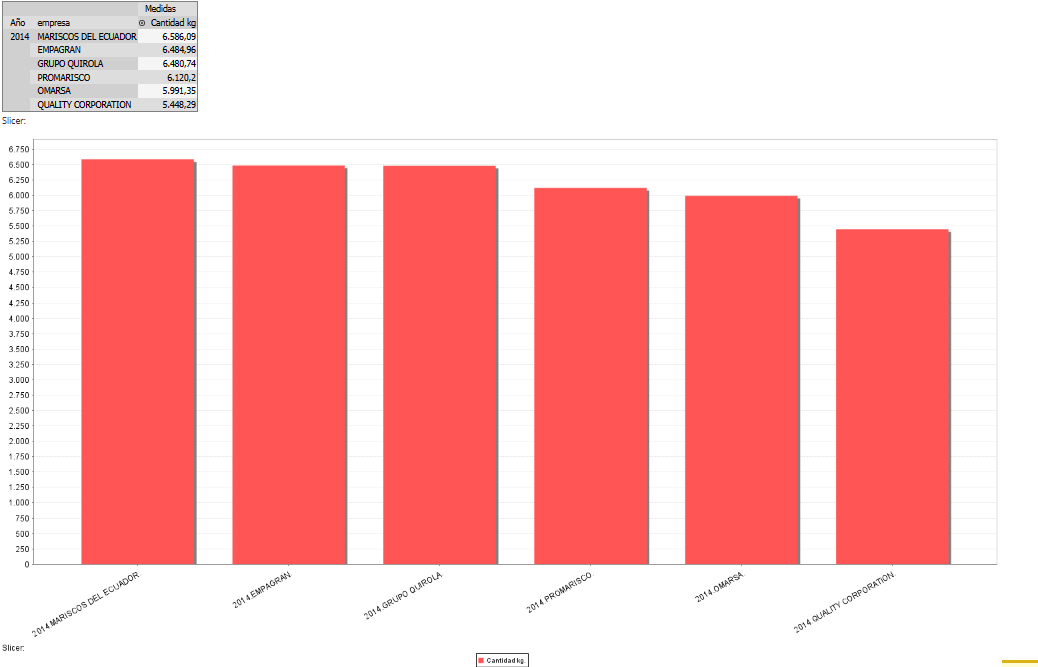 Medidas
Año empresa Cantidad kg
2014 MARISCOS DEL ECUADOR 6.586,09
EMPAGRAN 6.484,96
GRUPO QUIROLA 6.480,74
PROMARISCO 6.120,2
OMARSA 5.991,35
QUALITY CORPORATION 5.448,29
Slicer:
6.750
6.500
6.250
6.000
5.750
5.500
5.250
5.000
4.750
4.500
4.250
4.000
3.750
3.500
3.250
3.000
2.750
2.500
2.250
2.000
1.750
1.500
1.250
1.000
750
500
250
0
2014.MARISCOS DEL ECUADOR.
2014.EMPAGRAN
2014.GRUPO QUIROLA
2014.PROMARISCO.
2014.OMARSA.
2014.QUALITY CORPORATION
Slicer:
Cantidad kg.